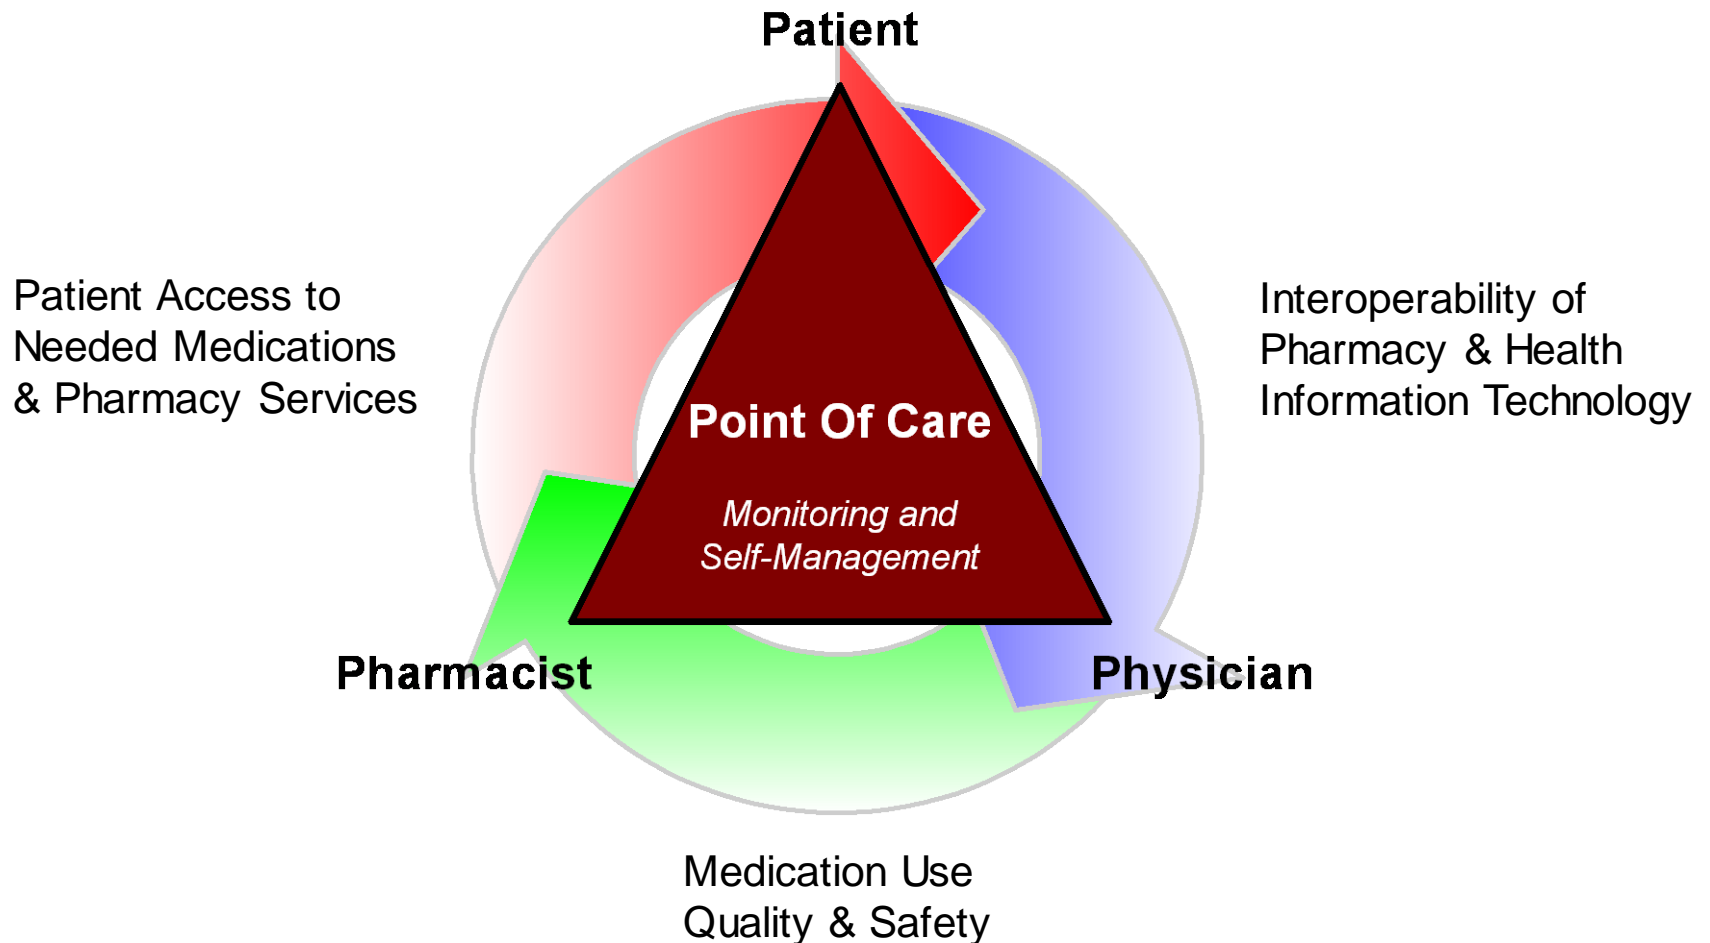 Patient
Patient Access to
Needed Medications
& Pharmacy Services
Interoperability of
Pharmacy & Health
Information Technology
Point Of Care
Monitoring and
Self-Management
Pharmacist
Physician
Medication Use
Quality & Safety